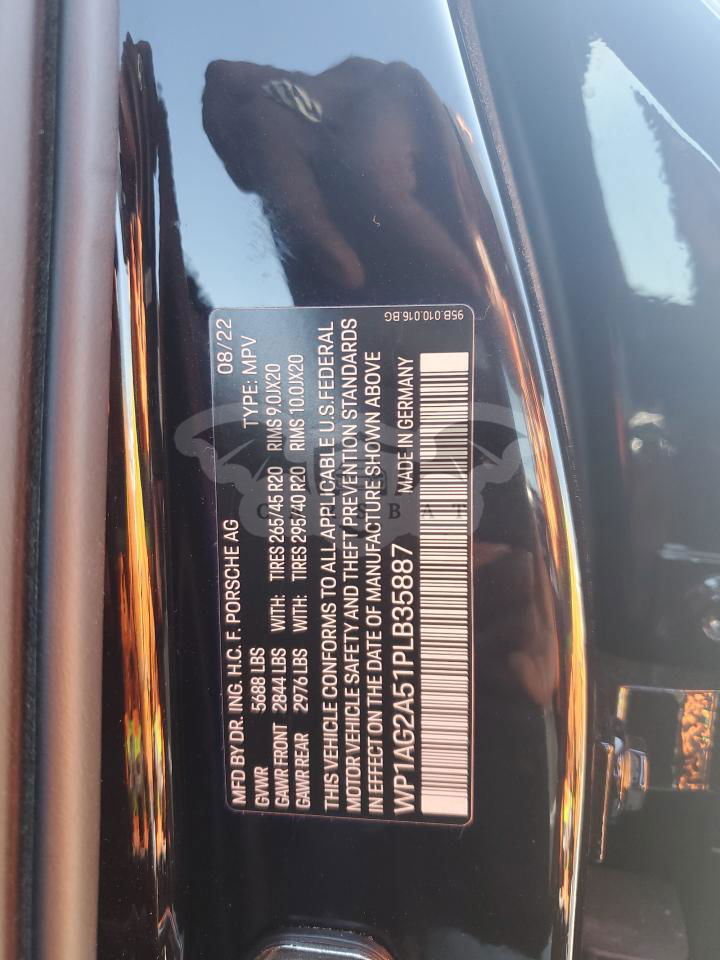 MFD BY DR. ING. H.C. F. PORSCHE AG 08/22
GVWR 5688 LBS TYPE: MPV
GAWR FRONT 2844 LBS WITH: TIRES 265/45 R20 RIMS 9.0JX20
GAWR REAR 2976 LBS WITH: TIRES 295/40 R20 RIMS 10.0JX20
THIS VEHICLE CONFORMS TO ALL APPLICABLE U.S. FEDERAL
MOTOR VEHICLE SAFETY AND THEFT PREVENTION STANDARDS
IN EFFECT ON THE DATE OF MANUFACTURE SHOWN ABOVE
WP1AG2A51PLB35887 MADE IN GERMANY
95B.010.016.BG